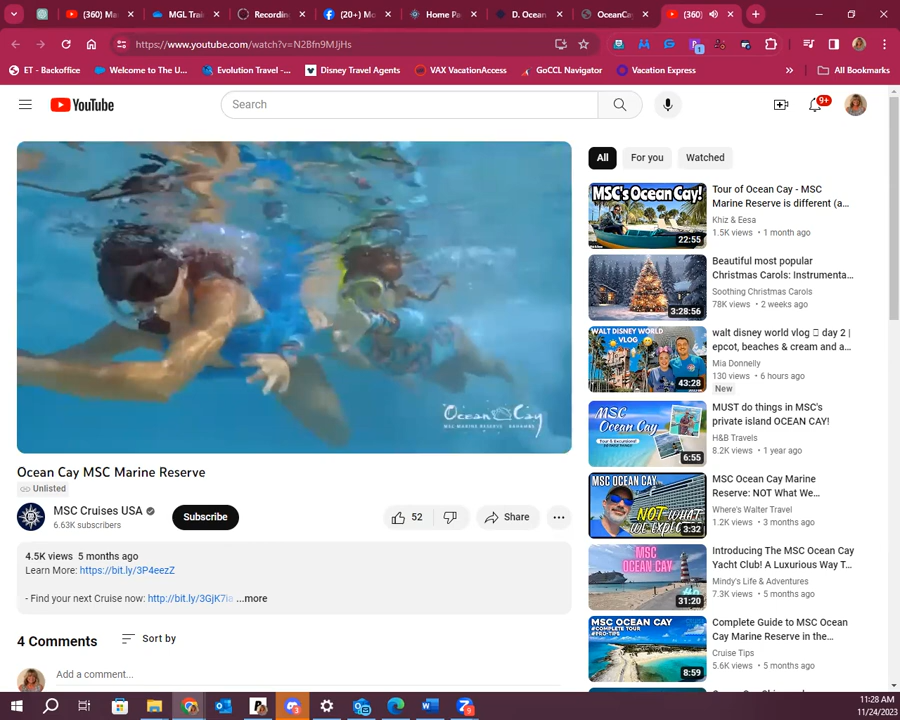 (360) Ma
MGL Trai
Recordin
(20+) Mo
Home Pa
D. Ocean
OceanCa
(360)
https://www.youtube.com/watch?v=N2Bfn9MJjHs
ET - Backoffice
Welcome to The U...
Evolution Travel -...
Disney Travel Agents
VAX VacationAccess
GoCCL Navigator
Vacation Express
All Bookmarks
YouTube
Search
9+
Ocean Cay
MSC MARINE RESERVE · BAHAMAS
Ocean Cay MSC Marine Reserve
Unlisted
MSC Cruises USA
6.63K subscribers
Subscribe
52
Share
4.5K views 5 months ago
Learn More: https://bit.ly/3P4eezZ
- Find your next Cruise now: http://bit.ly/3GjK7ia ...more
4 Comments
Sort by
Add a comment...
All
For you
Watched
MSC's Ocean Cay!
22:55
Tour of Ocean Cay - MSC
Marine Reserve is different (a...
Khiz & Eesa
1.5K views • 1 month ago
3:28:56
Beautiful most popular
Christmas Carols: Instrumenta...
Soothing Christmas Carols
78K views • 2 weeks ago
WALT DISNEY WORLD
VLOG
43:28
walt disney world vlog ▯ day 2 |
epcot, beaches & cream and a...
Mia Donnelly
130 views • 6 hours ago
New
MSC
Ocean Cay
6:55
MUST do things in MSC's
private island OCEAN CAY!
H&B Travels
8.2K views • 1 year ago
MSC OCEAN CAY
NOT WHAT
WE EXPECT
3:32
MSC Ocean Cay Marine
Reserve: NOT What We...
Where's Walter Travel
1.2K views • 3 months ago
MSC
OCEAN CAY
31:20
Introducing The MSC Ocean
Cay Yacht Club! A Luxurious Way T...
Mindy's Life & Adventures
7.3K views • 5 months ago
MSC OCEAN CAY
#COMPLETE TOUR
#PRO-TIPS
8:59
Complete Guide to MSC Ocean
Cay Marine Reserve in the...
Cruise Tips
5.6K views • 5 months ago
11:28 AM
11/24/2023